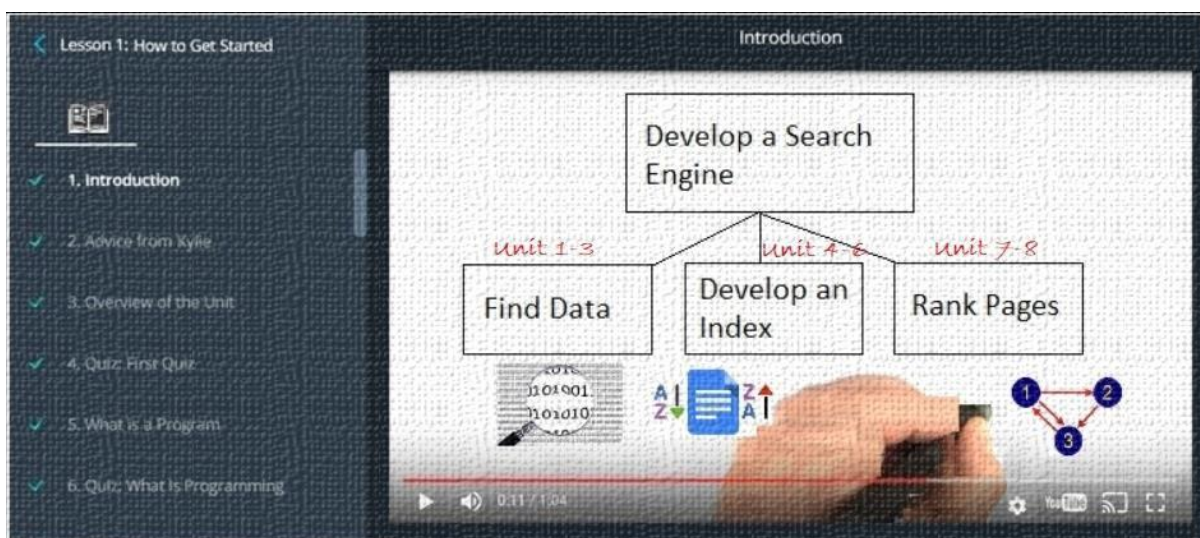 Lesson 1: How to Get Started
1. Introduction
2. Advice from Kylie
3. Overview of the Unit
4. Quiz: First Quiz
5. What is a Program
6. Quiz: What Is Programming
Introduction
Develop a Search
Engine
Unit 1-3
Unit 4-6
Unit 7-8
Find Data
Develop an
Index
Rank Pages
101001
101010
A
Z
Z
A
1
2
3
0:11 / 1:04
YouTube